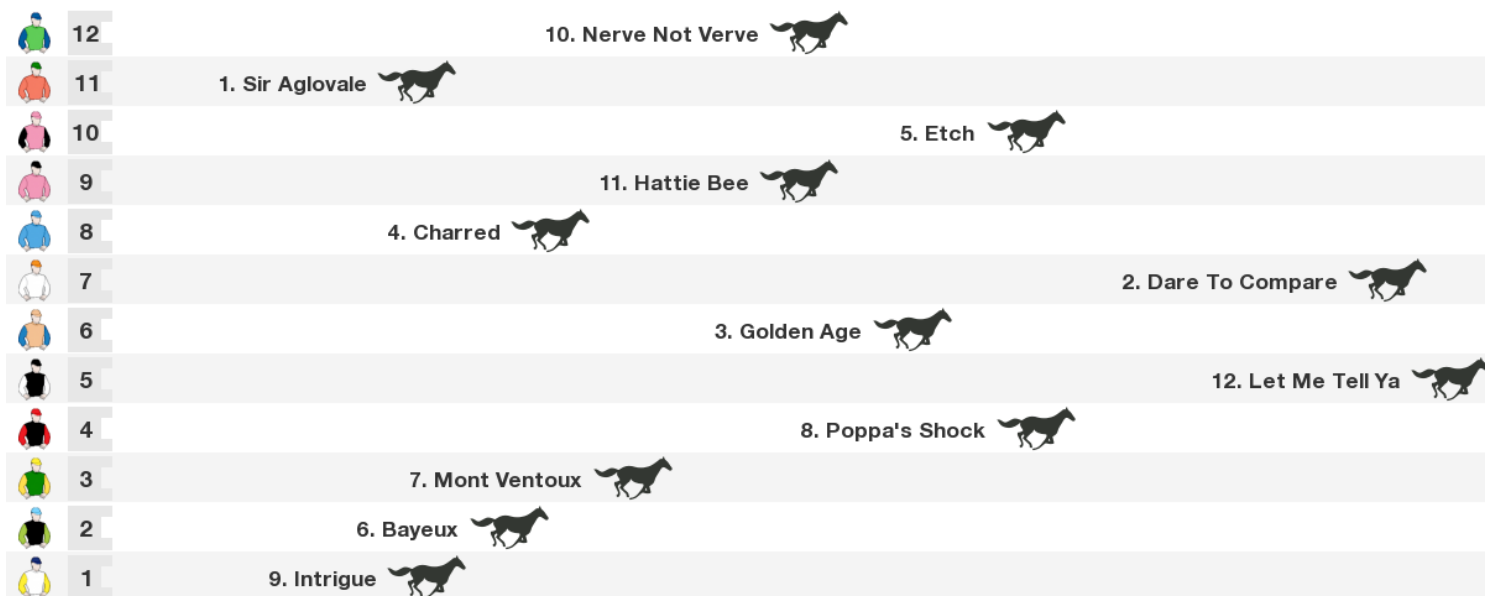 12 10. Nerve Not Verve
11 1. Sir Aglovale
10 5. Etch
9 11. Hattie Bee
8 4. Charred
7 2. Dare To Compare
6 3. Golden Age
5 12. Let Me Tell Ya
4 8. Poppa's Shock
3 7. Mont Ventoux
2 6. Bayeux
1 9. Intrigue